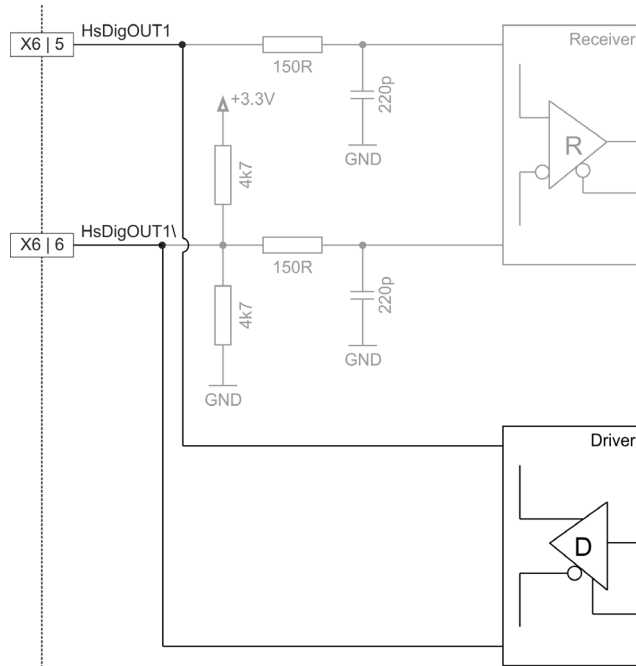 HsDigOUT1
X6 | 5
Receiver
150R
220p
+3.3V
GND
R
4k7
HsDigOUT1\
X6 | 6
150R
220p
4k7
GND
GND
Driver
D